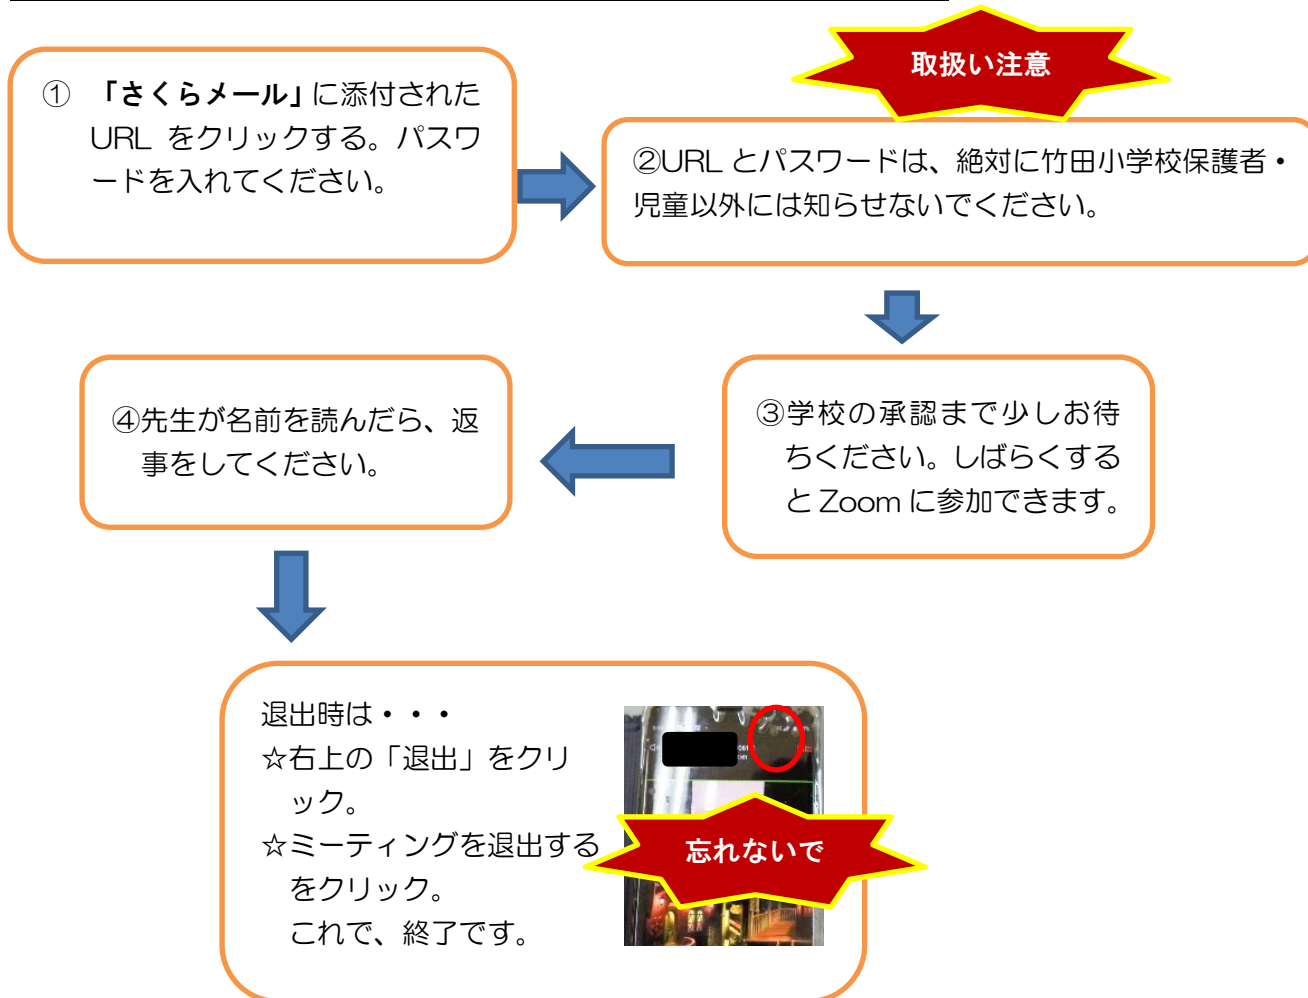 取扱い注意
① 「さくらメール」に添付された
URL をクリックする。パスワ
ードを入れてください。
②URL とパスワードは、絶対に竹田小学校保護者・
児童以外には知らせないでください。
③学校の承認まで少しお待
ちください。しばらくする
と Zoom に参加できます。
④先生が名前を読んだら、返
事をしてください。
退出時は・・・
☆右上の「退出」をクリ
ック。
☆ミーティングを退出する
をクリック。
これで、終了です。
忘れないで